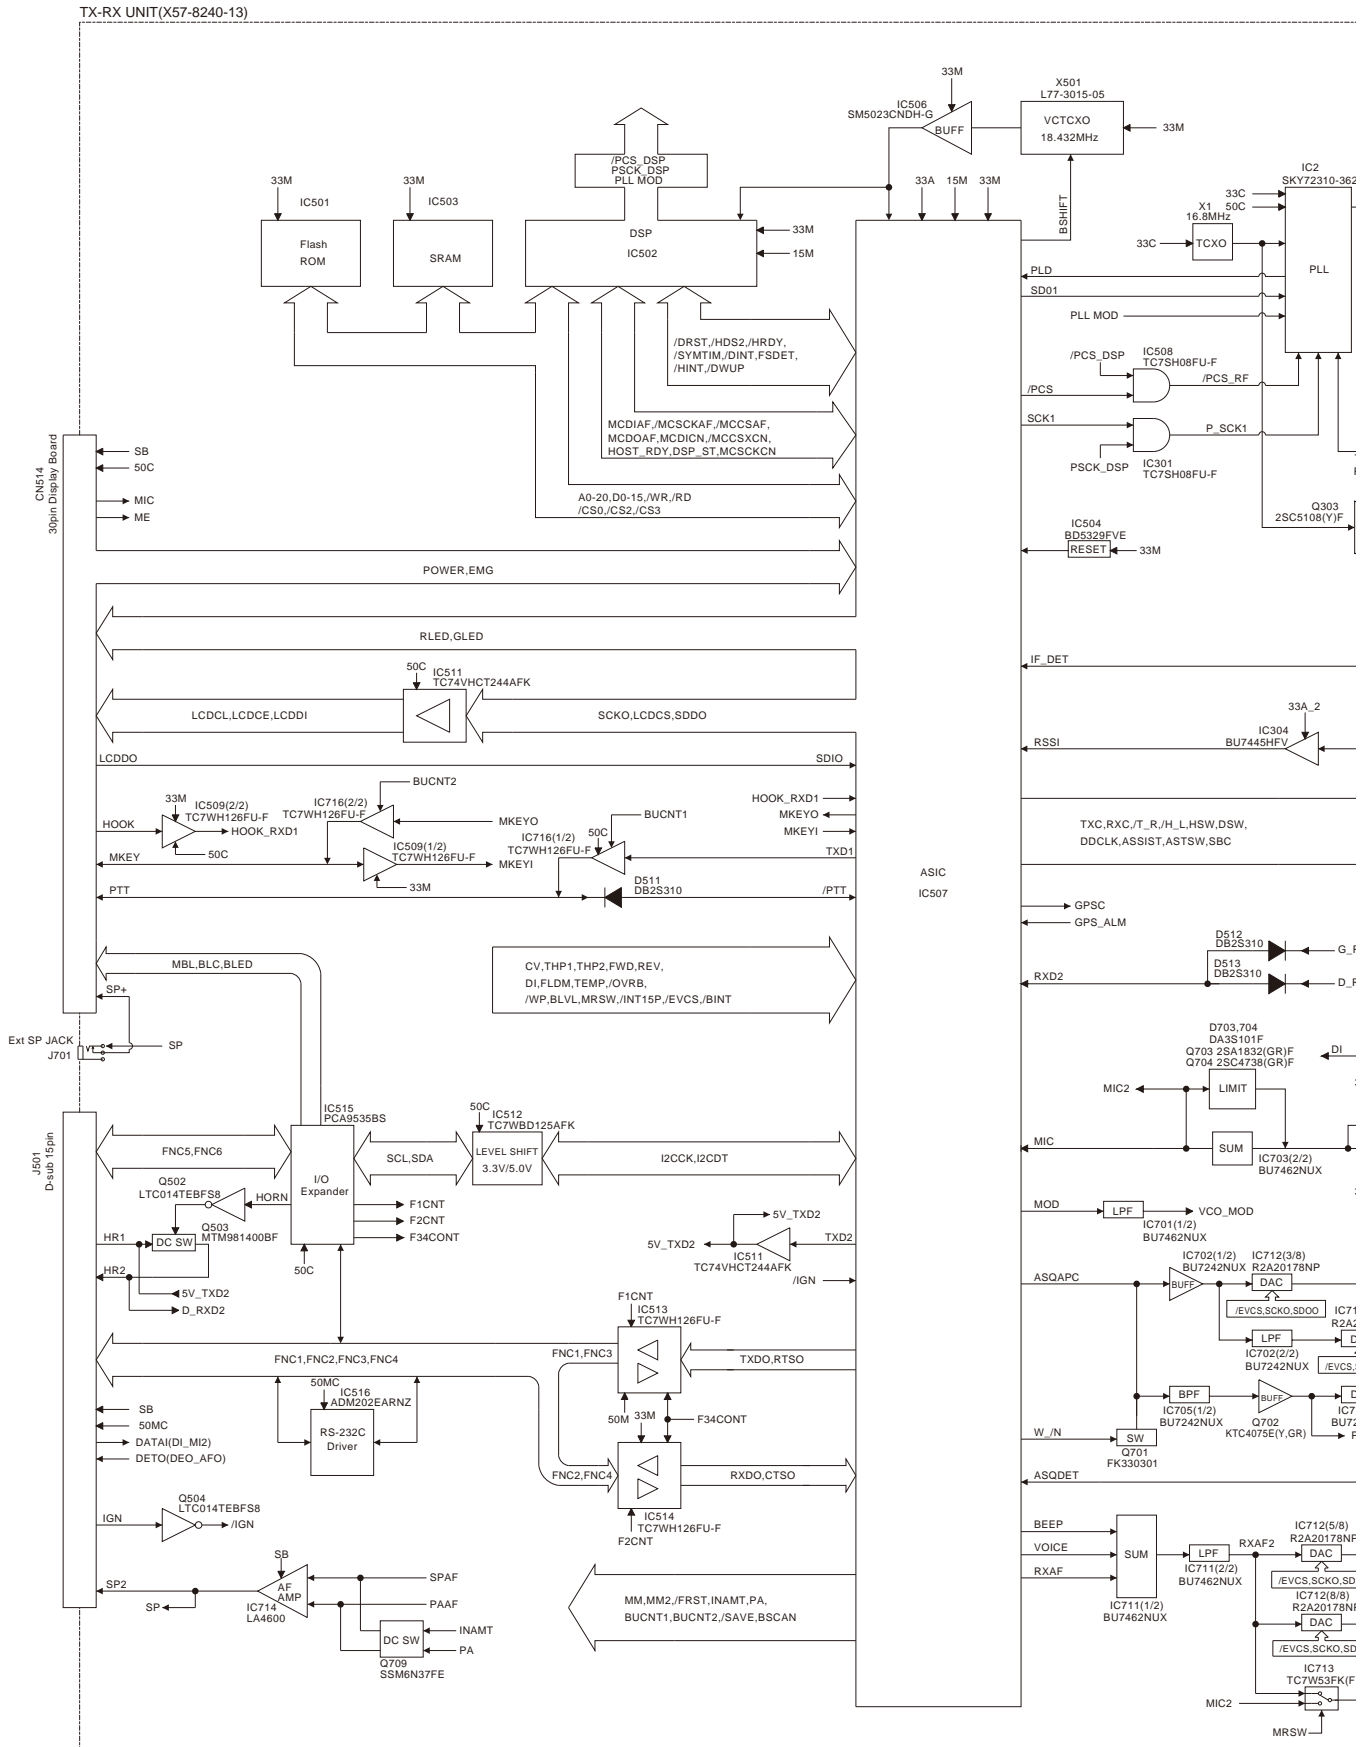 TX-RX UNIT(X57-8240-13)
33M
X501
L77-3015-05
IC506
SM5023CNDH-G
BUFF
VCTCXO
18.432MHz
33M
/PCS_DSP
PSCK_DSP
PLL MOD
IC2
SKY72310-362
33M
IC501
33M
IC503
33A
15M
33M
BSHIFT
33C
50C
X1
16.8MHz
Flash
ROM
SRAM
DSP
IC502
33M
15M
33C
TCXO
PLL
PLD
SD01
PLL MOD
/DRST,/HDS2,/HRDY,
/SYMTIM,/DINT,FSDET,
/HINT,/DWUP
/PCS_DSP
IC508
TC7SH08FU-F
/PCS_RF
/PCS
MCDIAF,/MCSCKAF,/MCCSAF,
MCDOAF,MCDICN,/MCCSXCN,
HOST_RDY,DSP_ST,MCSCKCN
SCK1
P_SCK1
PSCK_DSP
IC301
TC7SH08FU-F
CN514
30pin Display Board
SB
50C
MIC
ME
A0-20,D0-15,/WR,/RD
/CS0,/CS2,/CS3
Q303
2SC5108(Y)F
IC504
BD5329FVE
RESET
33M
POWER,EMG
RLED,GLED
IF_DET
50C
IC511
TC74VHCT244AFK
LCDCL,LCDCE,LCDDI
SCKO,LCDCS,SDDO
33A_2
IC304
BU7445HFV
RSSI
LCDDO
SDIO
BUCNT2
33M
IC509(2/2)
TC7WH126FU-F
IC716(2/2)
TC7WH126FU-F
HOOK
HOOK_RXD1
50C
MKEYO
HOOK_RXD1
MKEYO
MKEYI
BUCNT1
50C
IC716(1/2)
TC7WH126FU-F
TXC,RXC,/T_R,/H_L,HSW,DSW,
DDCLK,ASSIST,ASTSW,SBC
MKEY
IC509(1/2)
TC7WH126FU-F
MKEYI
33M
TXD1
PTT
D511
DB2S310
/PTT
ASIC
IC507
GPSC
GPS_ALM
D512
DB2S310
D513
DB2S310
RXD2
MBL,BLC,BLED
SP+
CV,THP1,THP2,FWD,REV,
DI,FLDM,TEMP,/OVRB,
/WP,BLVL,MRSW,/INT15P,/EVCS,/BINT
Ext SP JACK
J701
SP
D703,704
DA3S101F
Q703 2SA1832(GR)F
Q704 2SC4738(GR)F
DI
MIC2
LIMIT
J501
D-sub 15pin
IC515
PCA9535BS
50C
IC512
TC7WBD125AFK
FNC5,FNC6
I/O
Expander
SCL,SDA
LEVEL SHIFT
3.3V/5.0V
I2CCK,I2CDT
MIC
SUM
IC703(2/2)
BU7462NUX
Q502
LTC014TEBFS8
HORN
F1CNT
F2CNT
F34CONT
MOD
LPF
VCO_MOD
IC701(1/2)
BU7462NUX
HR1
DC SW
Q503
MTM981400BF
HR2
50C
5V_TXD2
D_RXD2
5V_TXD2
5V_TXD2
TXD2
IC511
TC74VHCT244AFK
/IGN
IC702(1/2)
BU7242NUX
IC712(3/8)
R2A20178NP
ASQAPC
BUFF
DAC
/EVCS,SCKO,SDOO
LPF
IC702(2/2)
BU7242NUX
F1CNT
IC513
TC7WH126FU-F
FNC1,FNC2,FNC3,FNC4
FNC1,FNC3
TXDO,RTSO
50MC
IC516
ADM202EARNZ
RS-232C
Driver
BPF
IC705(1/2)
BU7242NUX
BUFF
Q702
KTC4075E(Y,GR)
SB
50MC
DATAI(DI_MI2)
DETO(DEO_AFO)
50M
33M
F34CONT
W_/N
SW
Q701
FK330301
FNC2,FNC4
RXDO,CTSO
IC514
TC7WH126FU-F
F2CNT
ASQDET
Q504
LTC014TEBFS8
IGN
/IGN
BEEP
VOICE
RXAF
SUM
IC711(1/2)
BU7462NUX
LPF
IC711(2/2)
BU7462NUX
RXAF2
IC712(5/8)
R2A20178NP
DAC
IC712(8/8)
DAC
SB
SP2
SP
AF
AMP
IC714
LA4600
SPAF
PAAF
DC SW
INAMT
PA
Q709
SSM6N37FE
MM,MM2,/FRST,INAMT,PA,
BUCNT1,BUCNT2,/SAVE,BSCAN
IC713
MIC2
MRSW